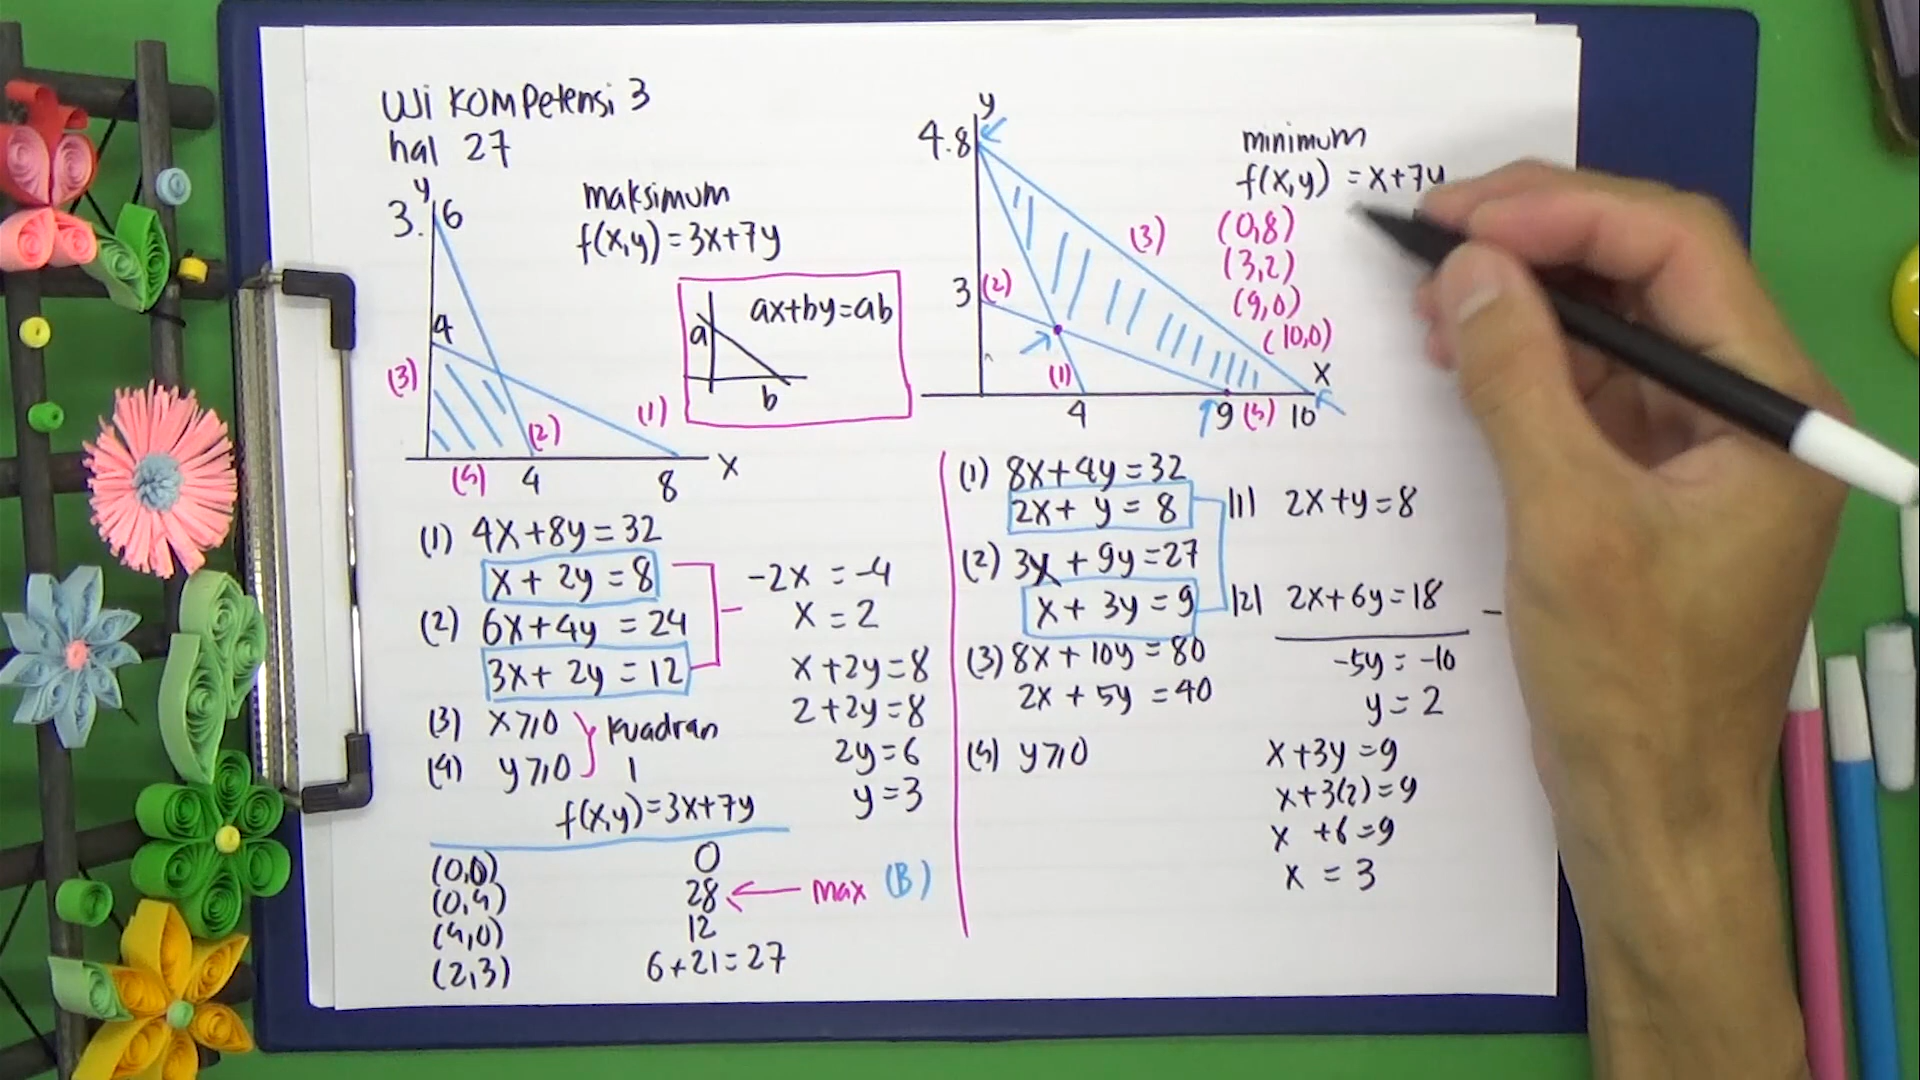 Uji Kompetensi 3
hal 27
3.
y
6
4
(3)
(1)
(2)
(4) 4 8 x
maksimum
f(x,y) = 3x+7y
a
ax+by=ab
b
(1) 4x+8y = 32
x + 2y = 8
(2) 6x+4y = 24
3x+ 2y = 12
(3) x≥0
(4) y≥0
kuadran
1
-2x = -4
x = 2
x+2y=8
2+2y=8
2y=6
y=3
f(x,y)=3x+7y
(0,0) 0
(0,4) 28 ← max (B)
(4,0) 12
(2,3) 6+21=27
4.
y
8
3
(2)
(3)
(1)
x
4 9 (4) 10
minimum
f(x,y) = x+7y
(0,8)
(3,2)
(9,0)
(10,0)
(1) 8x+4y=32
2x+ y = 8
(2) 3x + 9y=27
x + 3y = 9
(3) 8x + 10y = 80
2x + 5y = 40
(4) y≥0
|1| 2x+y=8
|2| 2x+6y=18 −
-5y = -10
y = 2
x+3y=9
x+3(2)=9
x +6=9
x = 3